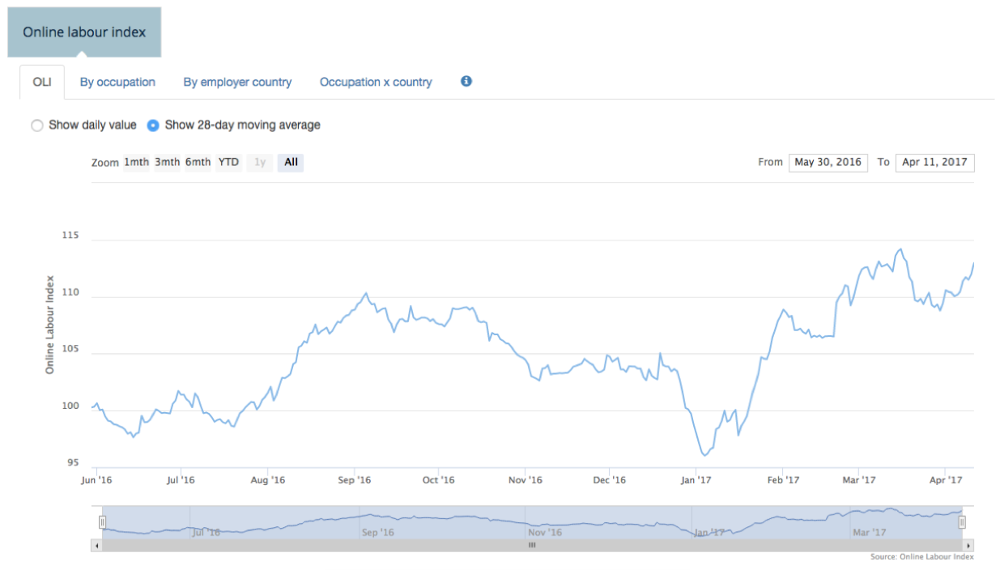 Online labour index
OLI By occupation By employer country Occupation x country i
Show daily value Show 28-day moving average
Zoom 1mth 3mth 6mth YTD 1y All From May 30, 2016 To Apr 11, 2017
115
110
105
100
95
Online Labour Index
Jun '16 Jul '16 Aug '16 Sep '16 Oct '16 Nov '16 Dec '16 Jan '17 Feb '17 Mar '17 Apr '17
Jul '16 Sep '16 Nov '16 Jan '17 Mar '17
Source: Online Labour Index